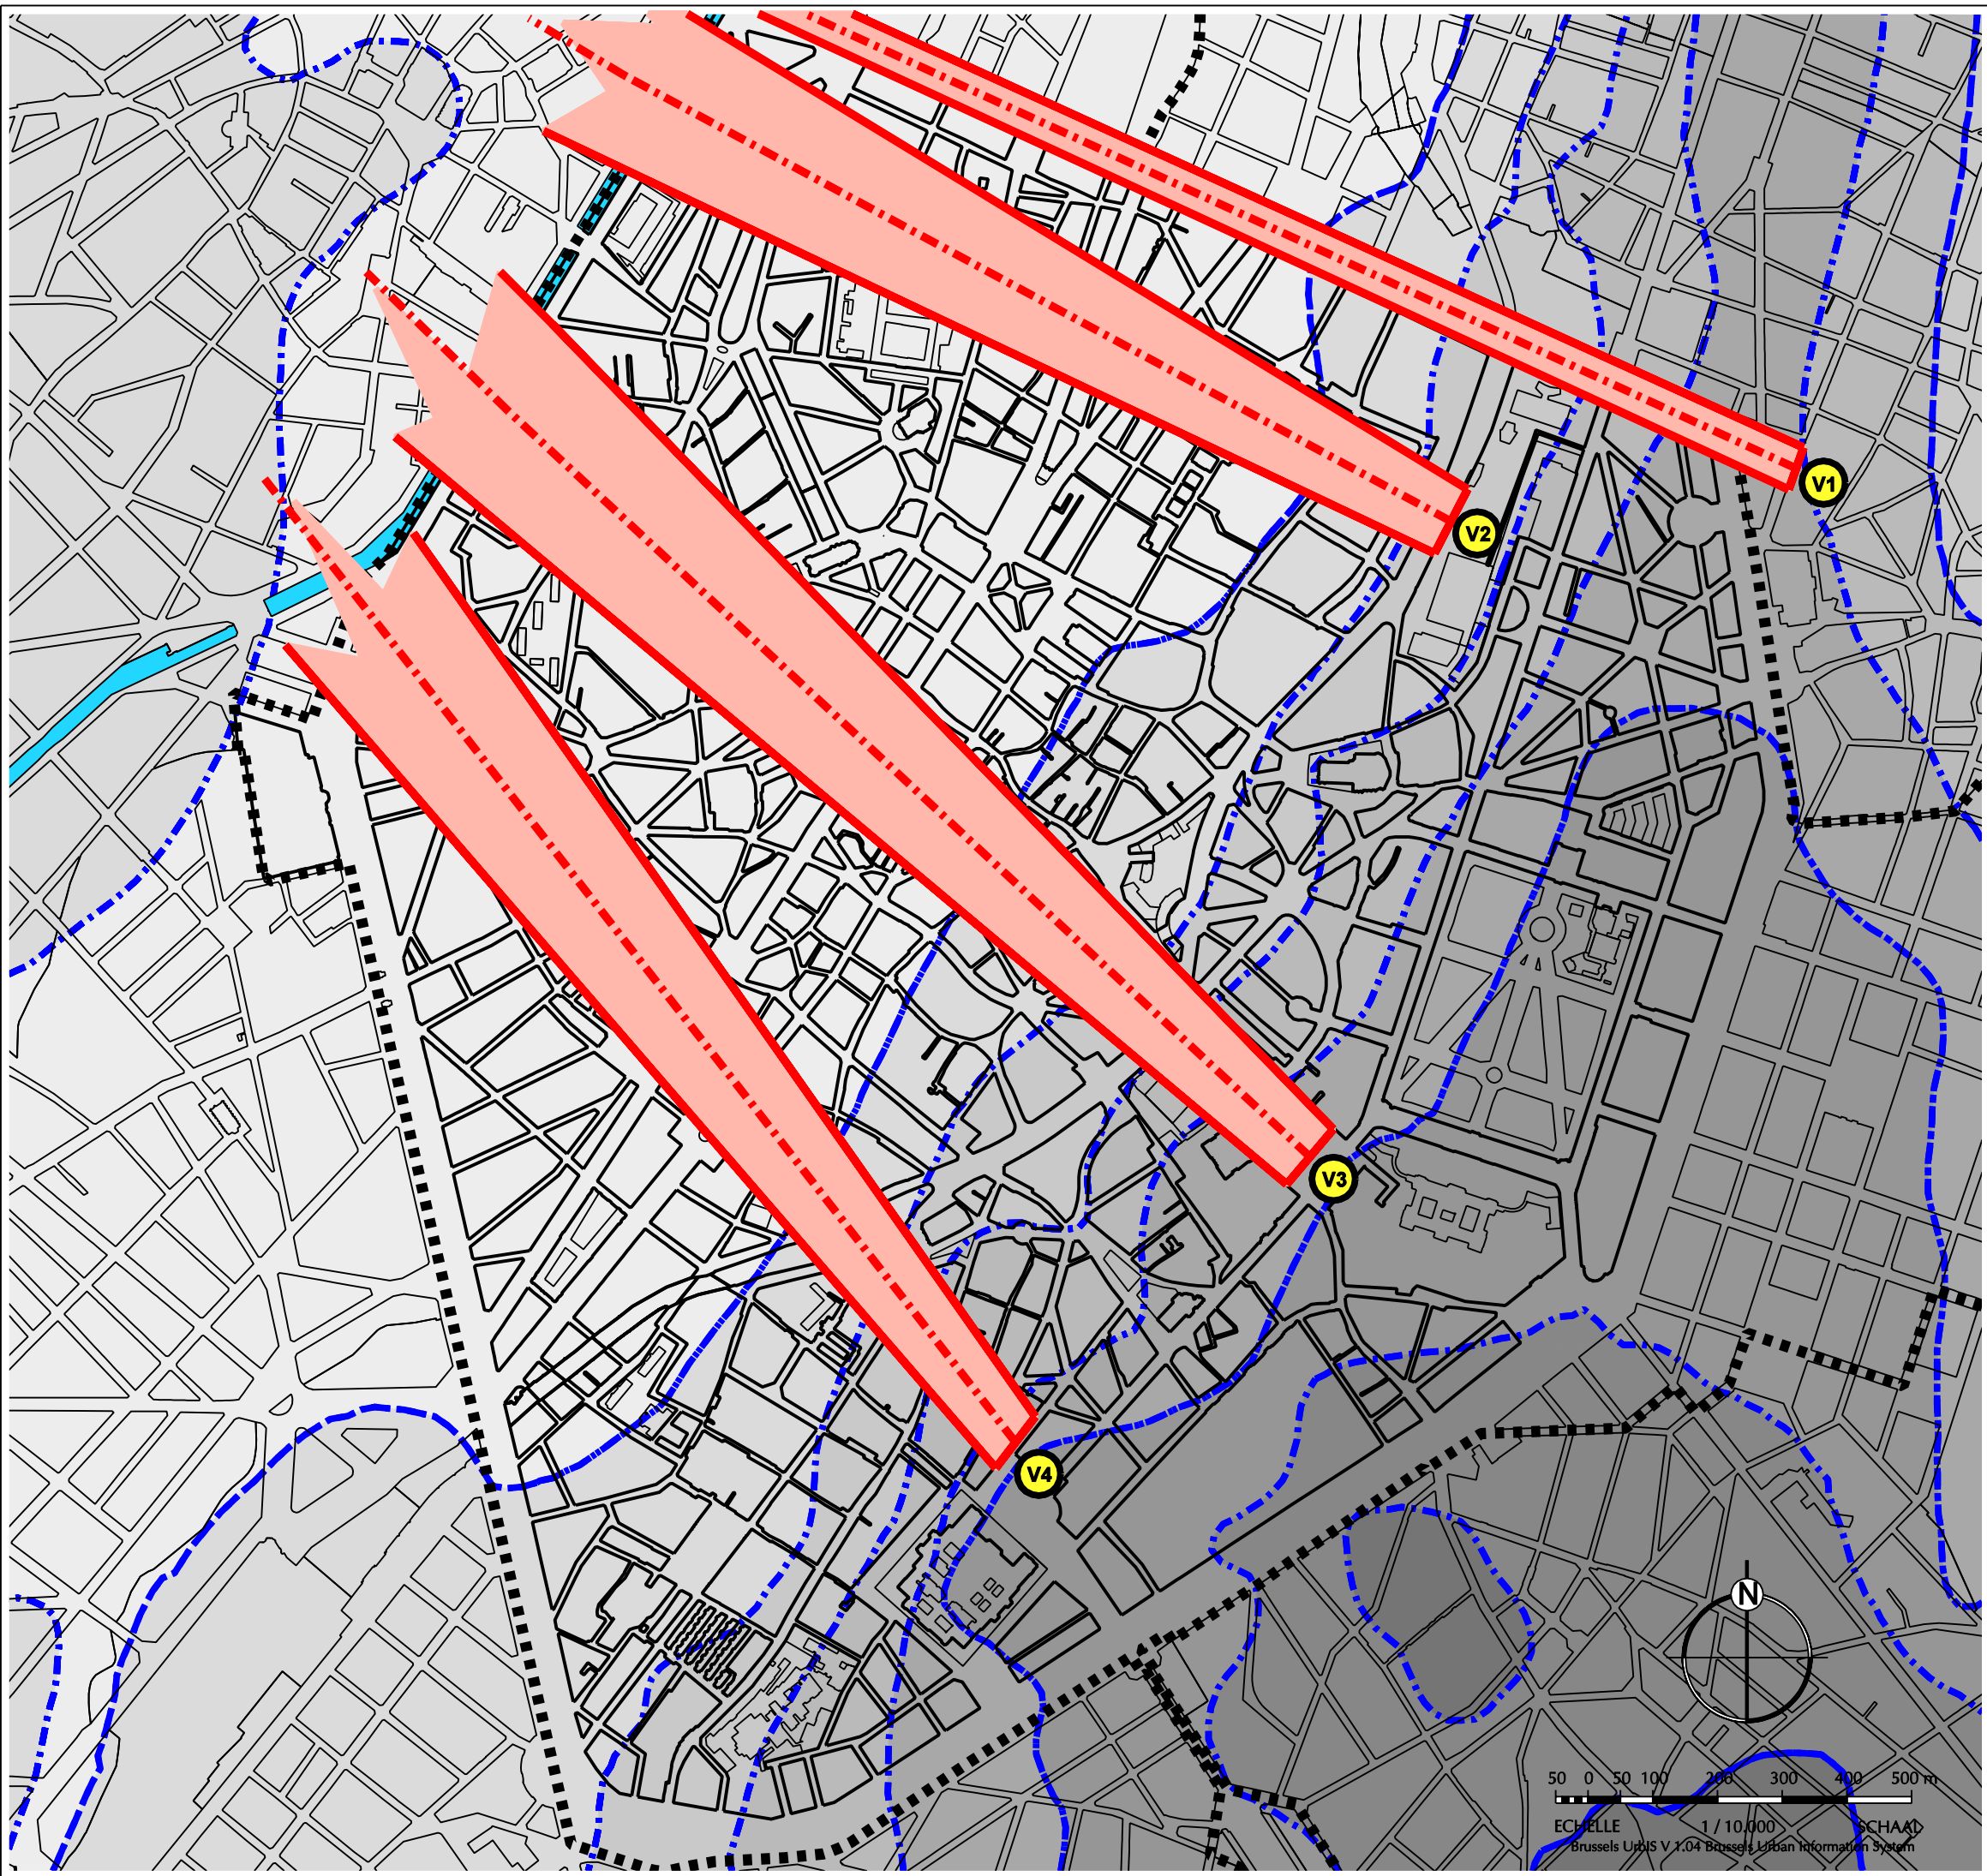 V1
V2
V3
V4
N
50 0 50 100 200 300 400 500 m
ECHELLE 1 / 10.000 SCHAAL
Brussels UrbIS V 1.04 Brussels Urban Information System